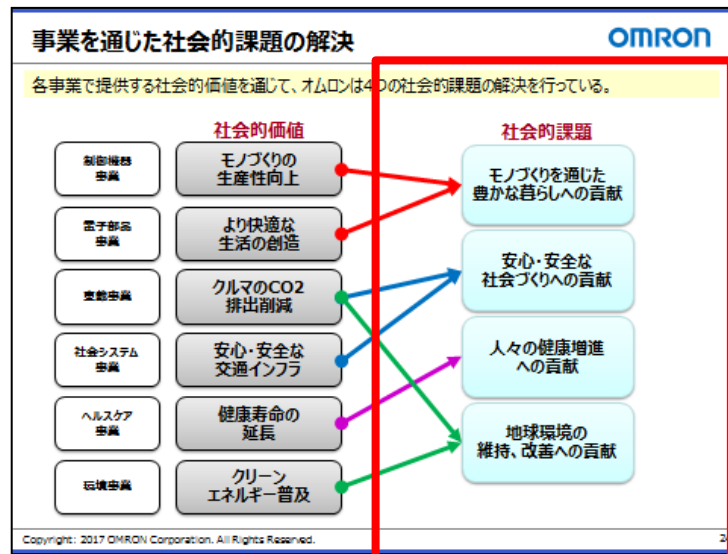 事業を通じた社会的課題の解決
OMRON
各事業で提供する社会的価値を通じて、オムロンは4つの社会的課題の解決を行っている。
社会的価値
社会的課題
制御機器
事業
モノづくりの
生産性向上
電子部品
事業
より快適な
生活の創造
車載事業
クルマのCO2
排出削減
社会システム
事業
安心・安全な
交通インフラ
ヘルスケア
事業
健康寿命の
延長
環境事業
クリーン
エネルギー普及
モノづくりを通じた
豊かな暮らしへの貢献
安心・安全な
社会づくりへの貢献
人々の健康増進
への貢献
地球環境の
維持、改善への貢献
Copyright: 2017 OMRON Corporation. All Rights Reserved.